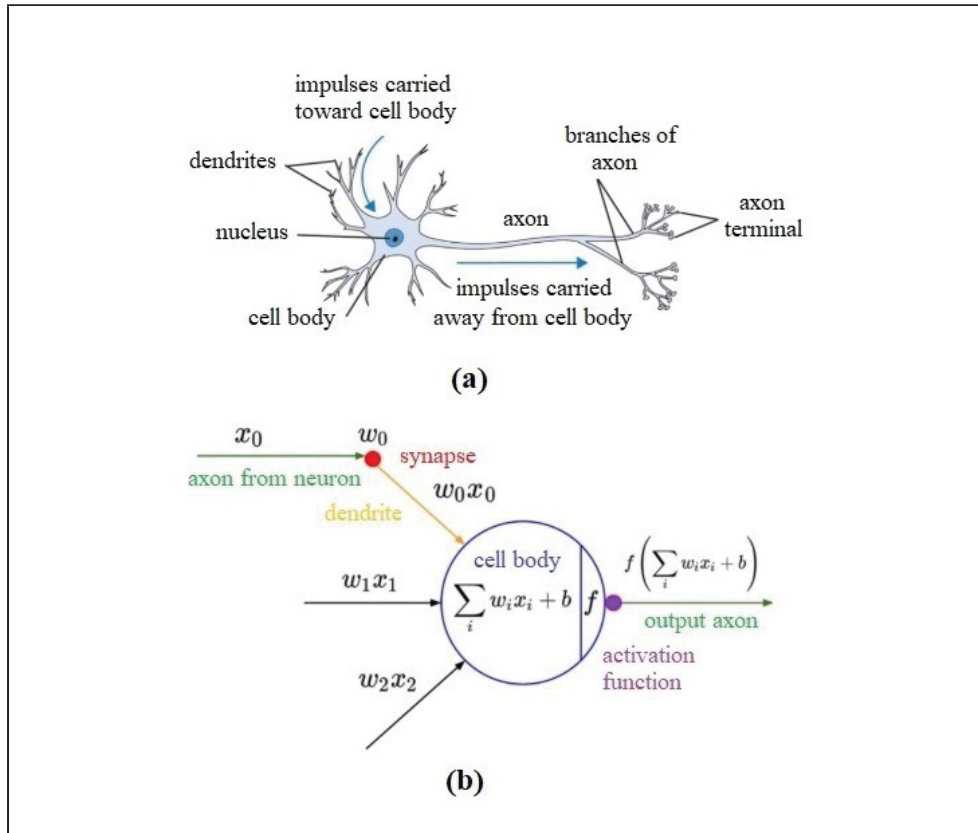 impulses carried
toward cell body
branches of
axon
dendrites
axon
axon
terminal
nucleus
impulses carried
away from cell body
cell body
(a)
x₀
w₀
synapse
axon from neuron
w₀x₀
dendrite
cell body
f(∑ᵢ wᵢxᵢ + b)
w₁x₁
∑ᵢ wᵢxᵢ + b
f
output axon
activation
function
w₂x₂
(b)